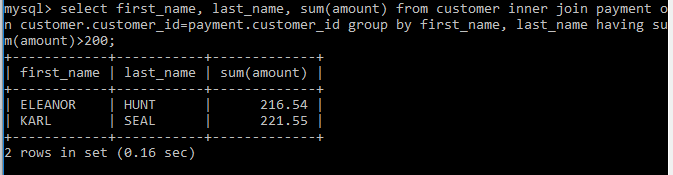 mysql> select first_name, last_name, sum(amount) from customer inner join payment o
n customer.customer_id=payment.customer_id group by first_name, last_name having su
m(amount)>200;
+------------+-----------+-------------+
| first_name | last_name | sum(amount) |
+------------+-----------+-------------+
| ELEANOR    | HUNT      |      216.54 |
| KARL       | SEAL      |      221.55 |
+------------+-----------+-------------+
2 rows in set (0.16 sec)